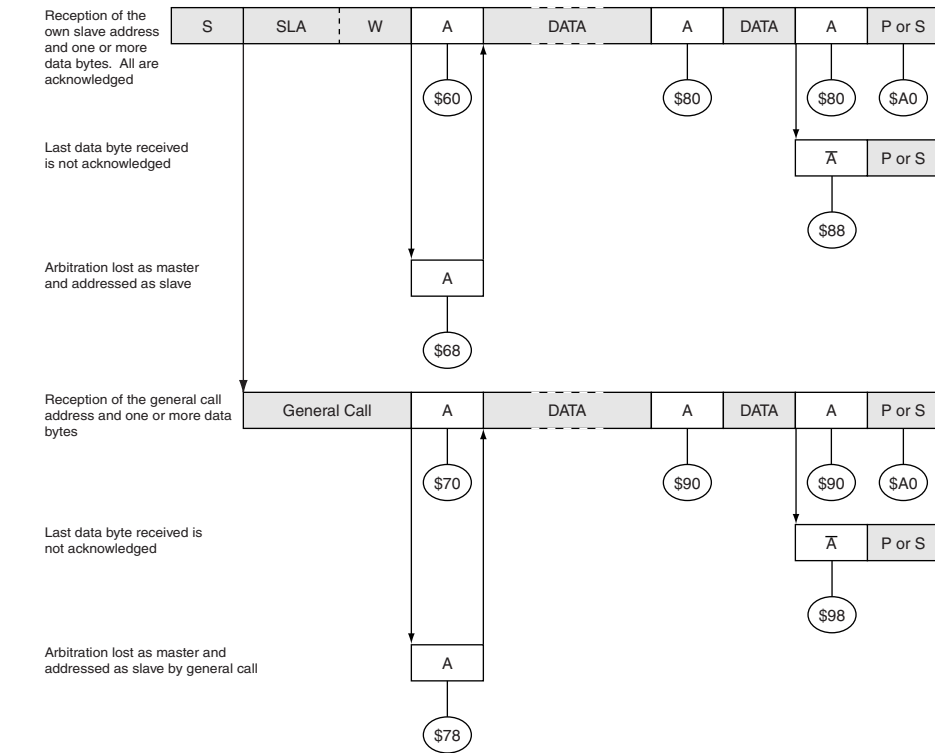 Reception of the
own slave address
and one or more
data bytes.  All are
acknowledged
S SLA W A DATA A DATA A P or S
$60 $80 $80 $A0
Last data byte received
is not acknowledged
A̅ P or S
$88
Arbitration lost as master
and addressed as slave
A
$68
Reception of the general call
address and one or more data
bytes
General Call A DATA A DATA A P or S
$70 $90 $90 $A0
Last data byte received is
not acknowledged
A̅ P or S
$98
Arbitration lost as master and
addressed as slave by general call
A
$78